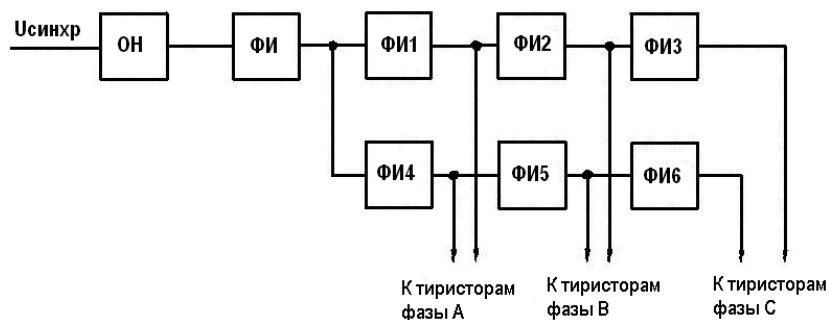 Uсинхр
ОН
ФИ
ФИ1
ФИ2
ФИ3
ФИ4
ФИ5
ФИ6
К тиристорам
фазы А
К тиристорам
фазы В
К тиристорам
фазы С